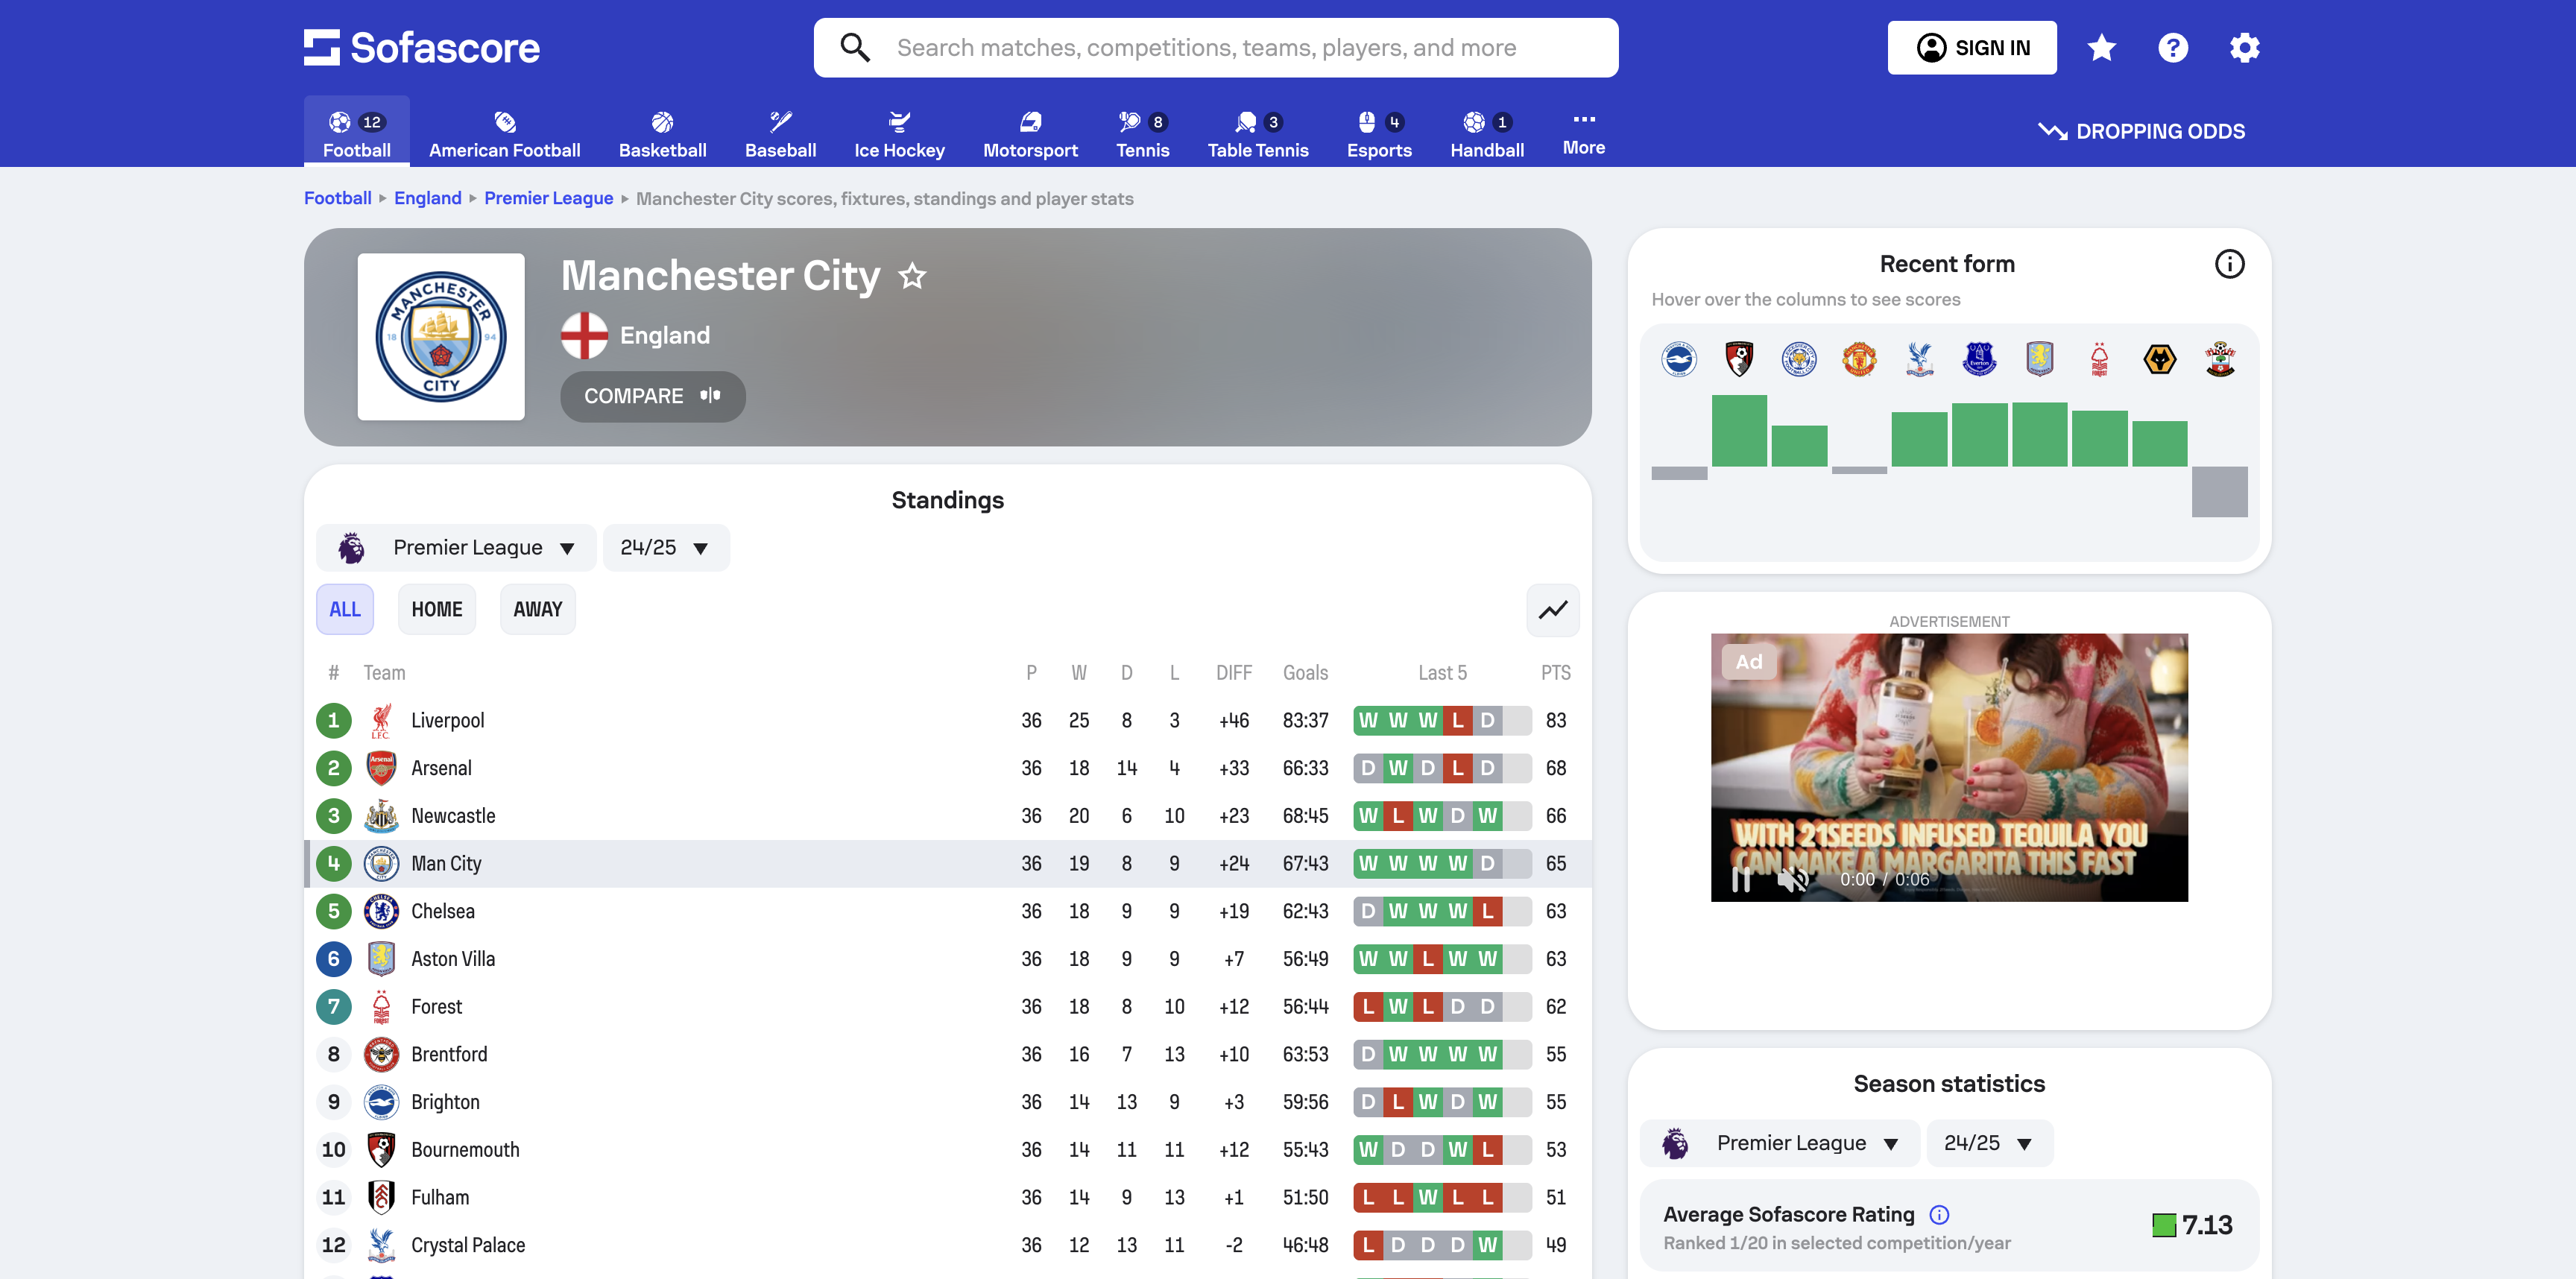 Sofascore
Search matches, competitions, teams, players, and more
SIGN IN
12
Football
American Football
Basketball
Baseball
Ice Hockey
Motorsport
8
Tennis
3
Table Tennis
4
Esports
1
Handball
More
DROPPING ODDS
Football ▸ England ▸ Premier League ▸ Manchester City scores, fixtures, standings and player stats
MANCHESTER
18 94
CITY
Manchester City
England
COMPARE
Standings
Premier League
24/25
ALL HOME AWAY
# Team P W D L DIFF Goals Last 5 PTS
1 Liverpool 36 25 8 3 +46 83:37 W W W L D 83
2 Arsenal 36 18 14 4 +33 66:33 D W D L D 68
3 Newcastle 36 20 6 10 +23 68:45 W L W D W 66
4 Man City 36 19 8 9 +24 67:43 W W W W D 65
5 Chelsea 36 18 9 9 +19 62:43 D W W W L 63
6 Aston Villa 36 18 9 9 +7 56:49 W W L W W 63
7 Forest 36 18 8 10 +12 56:44 L W L D D 62
8 Brentford 36 16 7 13 +10 63:53 D W W W W 55
9 Brighton 36 14 13 9 +3 59:56 D L W D W 55
10 Bournemouth 36 14 11 11 +12 55:43 W D D W L 53
11 Fulham 36 14 9 13 +1 51:50 L L W L L 51
12 Crystal Palace 36 12 13 11 -2 46:48 L D D D W 49
Recent form
Hover over the columns to see scores
ADVERTISEMENT
Ad
WITH 21SEEDS INFUSED TEQUILA YOU
CAN MAKE A MARGARITA THIS FAST
0:00 / 0:06
Season statistics
Premier League
24/25
Average Sofascore Rating
7.13
Ranked 1/20 in selected competition/year